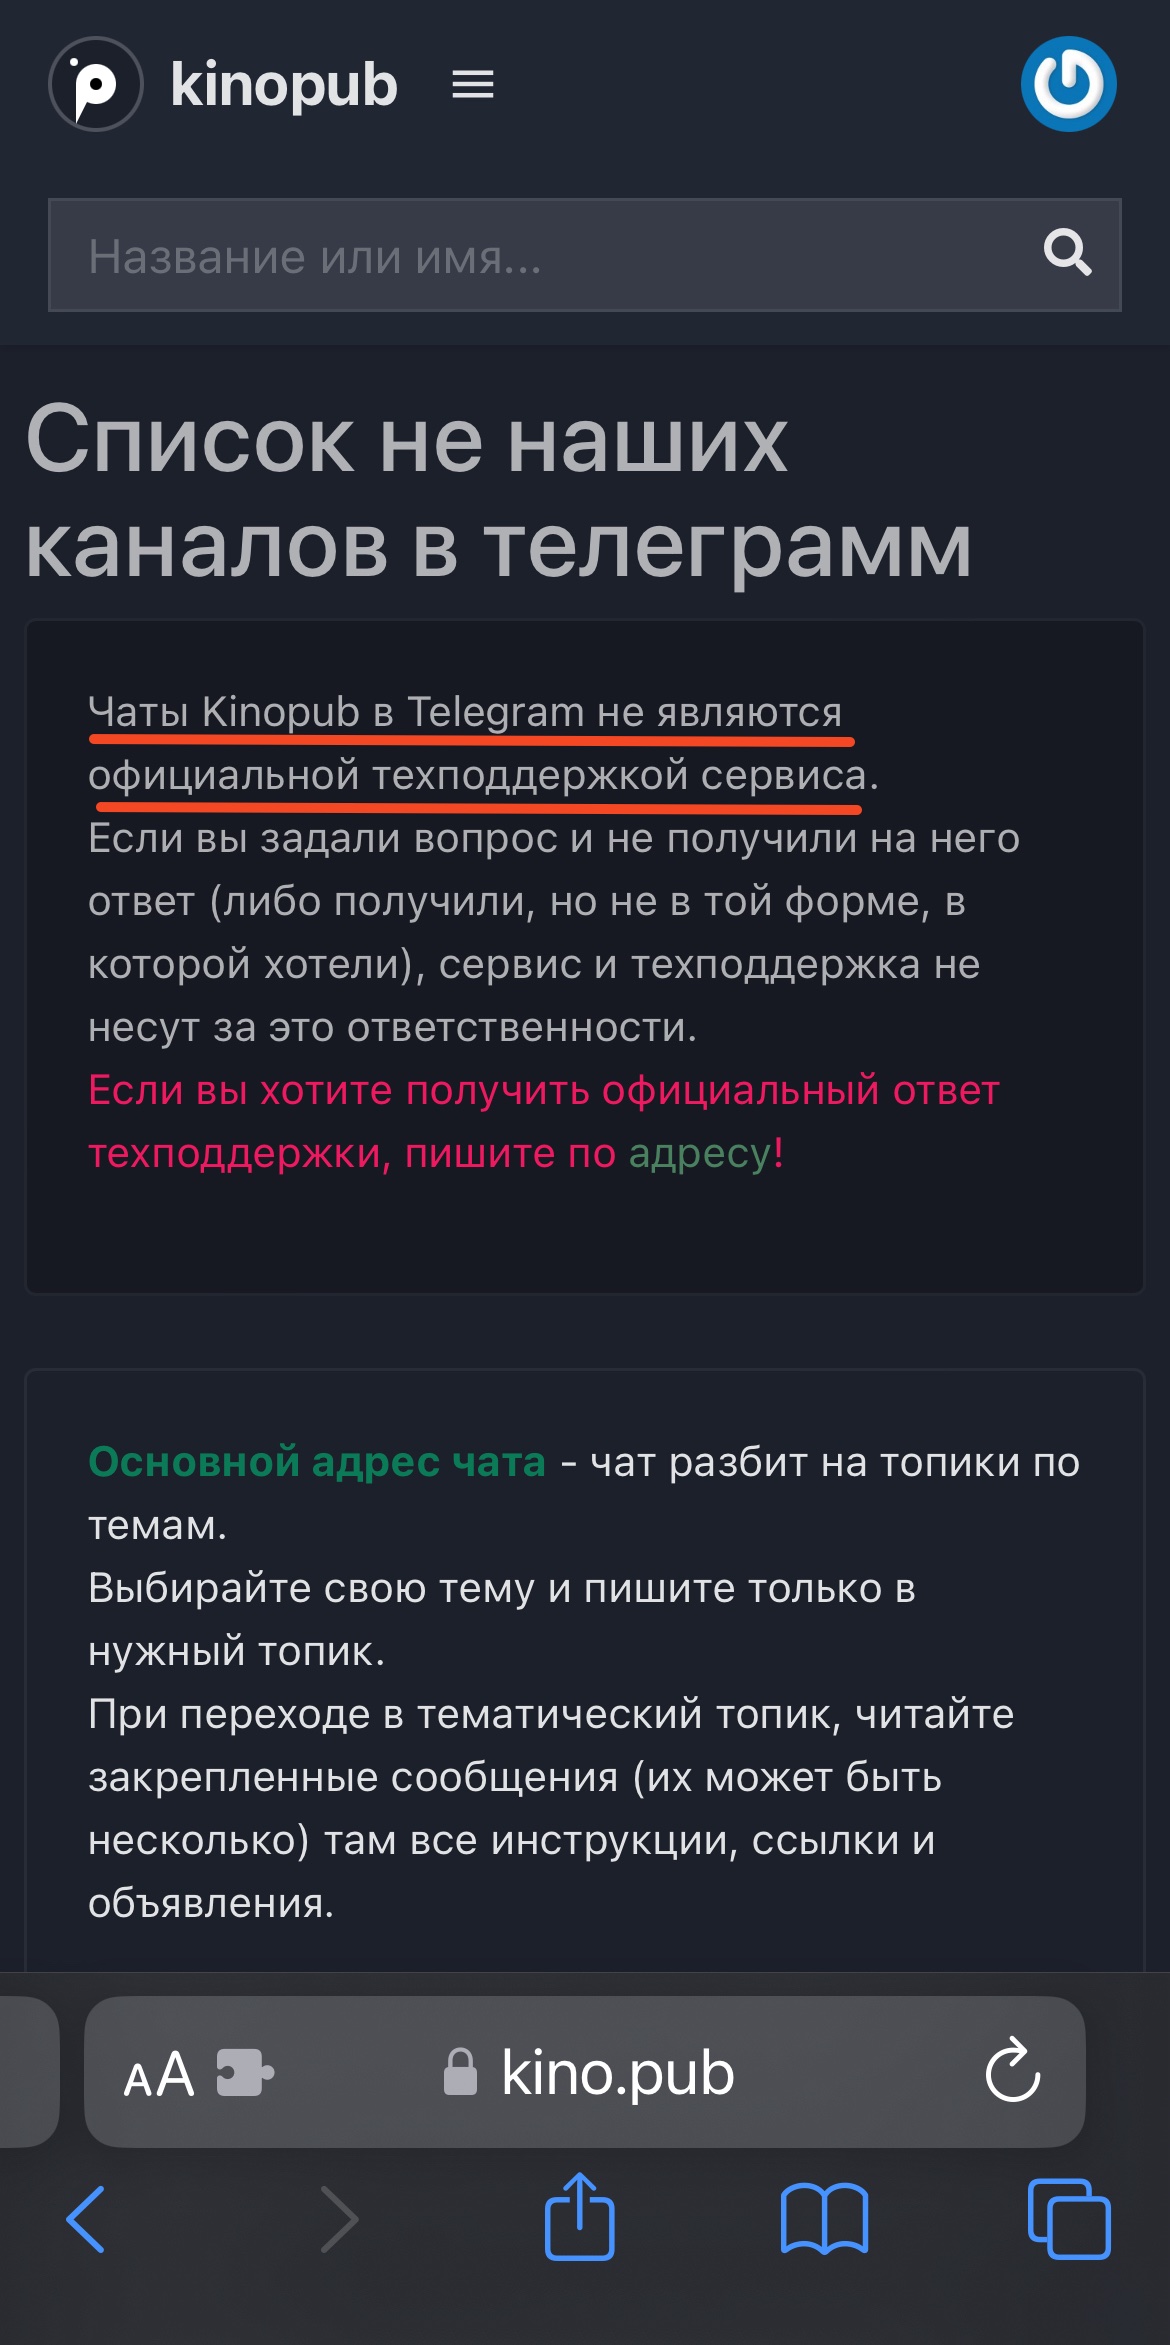 kinopub
Название или имя...
Список не наших
каналов в телеграмм
Чаты Kinopub в Telegram не являются
официальной техподдержкой сервиса.
Если вы задали вопрос и не получили на него
ответ (либо получили, но не в той форме, в
которой хотели), сервис и техподдержка не
несут за это ответственности.
Если вы хотите получить официальный ответ
техподдержки, пишите по адресу!
Основной адрес чата - чат разбит на топики по
темам.
Выбирайте свою тему и пишите только в
нужный топик.
При переходе в тематический топик, читайте
закрепленные сообщения (их может быть
несколько) там все инструкции, ссылки и
объявления.
AA kino.pub